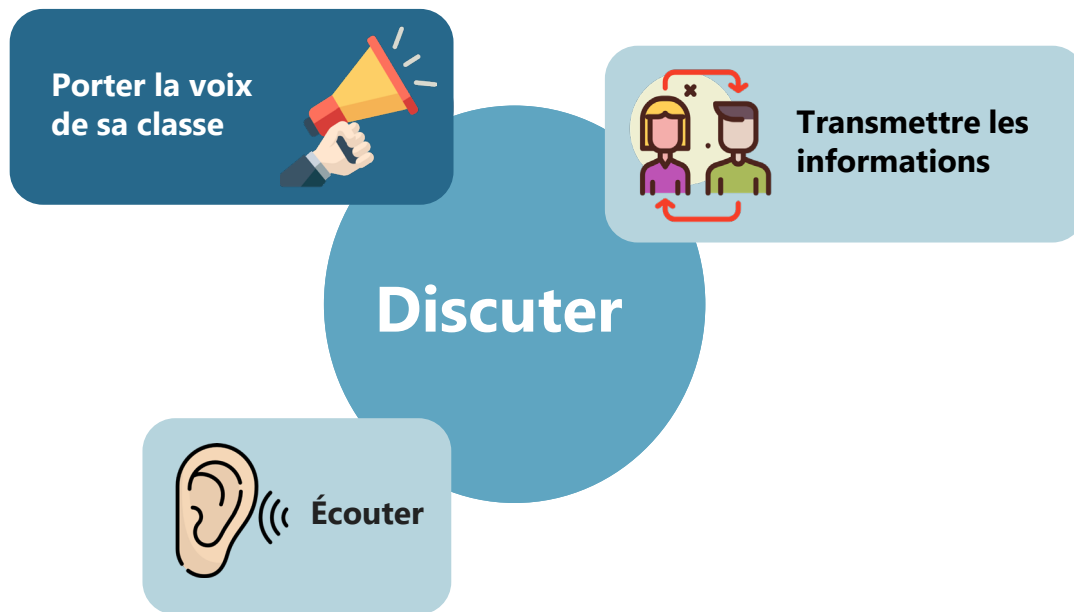 Porter la voix
de sa classe
Transmettre les
informations
Discuter
Écouter